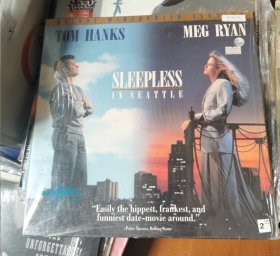 TOM HANKS MEG RYAN
SLEEPLESS
IN SEATTLE
"Easily the hippest, frankest, and
funniest date-movie around."
-Peter Travers, Rolling Stone
2
UNFORGETTABLE